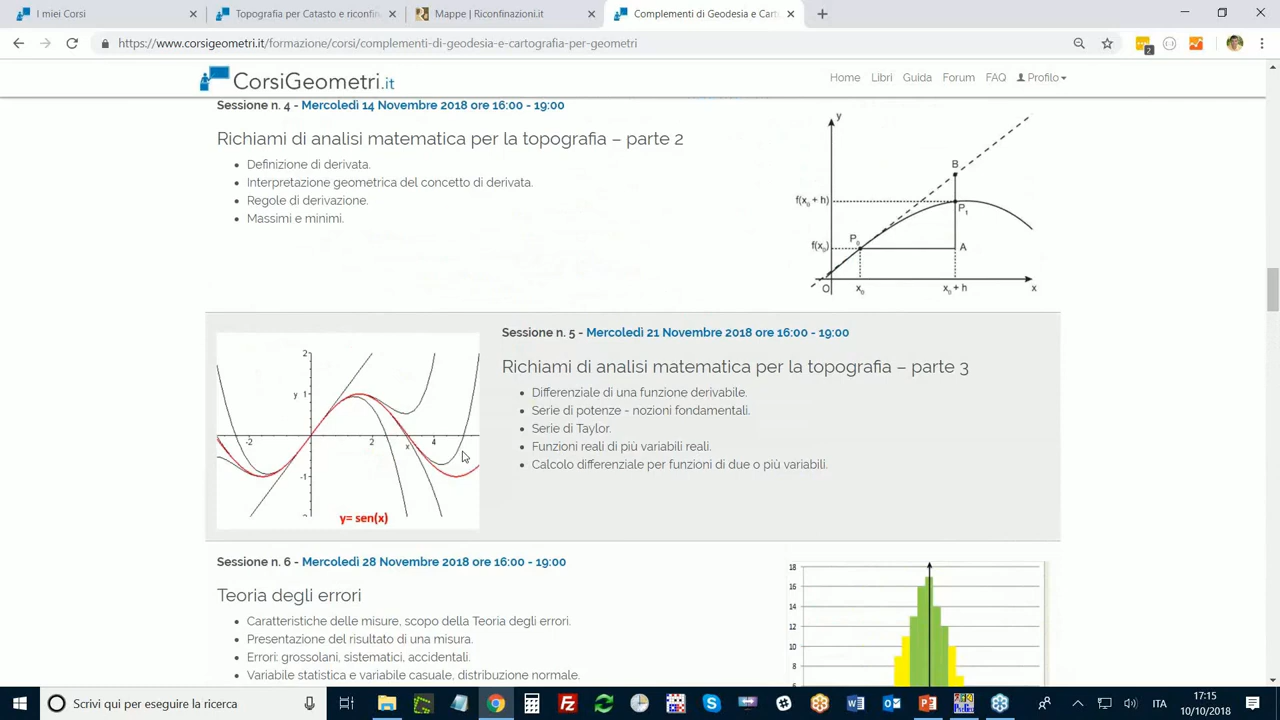 I miei Corsi
Topografia per Catasto e riconfin
Mappe | Riconfinazioni.it
Complementi di Geodesia e Cart
https://www.corsigeometri.it/formazione/corsi/complementi-di-geodesia-e-cartografia-per-geometri
2
CorsiGeometri.it
Home Libri Guida Forum FAQ Profilo
Sessione n. 4 - Mercoledì 14 Novembre 2018 ore 16:00 - 19:00
Richiami di analisi matematica per la topografia – parte 2
Definizione di derivata.
Interpretazione geometrica del concetto di derivata.
Regole di derivazione.
Massimi e minimi.
y
B
f(x₀ + h)
P₁
P₀
f(x₀)
A
O x₀ x₀ + h x
Sessione n. 5 - Mercoledì 21 Novembre 2018 ore 16:00 - 19:00
Richiami di analisi matematica per la topografia – parte 3
Differenziale di una funzione derivabile.
Serie di potenze - nozioni fondamentali.
Serie di Taylor.
Funzioni reali di più variabili reali.
Calcolo differenziale per funzioni di due o più variabili.
2
y 1
-2 2 x 4
-1
y= sen(x)
Sessione n. 6 - Mercoledì 28 Novembre 2018 ore 16:00 - 19:00
Teoria degli errori
Caratteristiche delle misure, scopo della Teoria degli errori.
Presentazione del risultato di una misura.
Errori: grossolani, sistematici, accidentali.
Variabile statistica e variabile casuale, distribuzione normale.
18
16
14
12
10
8
Scrivi qui per eseguire la ricerca
ITA
17:15
10/10/2018